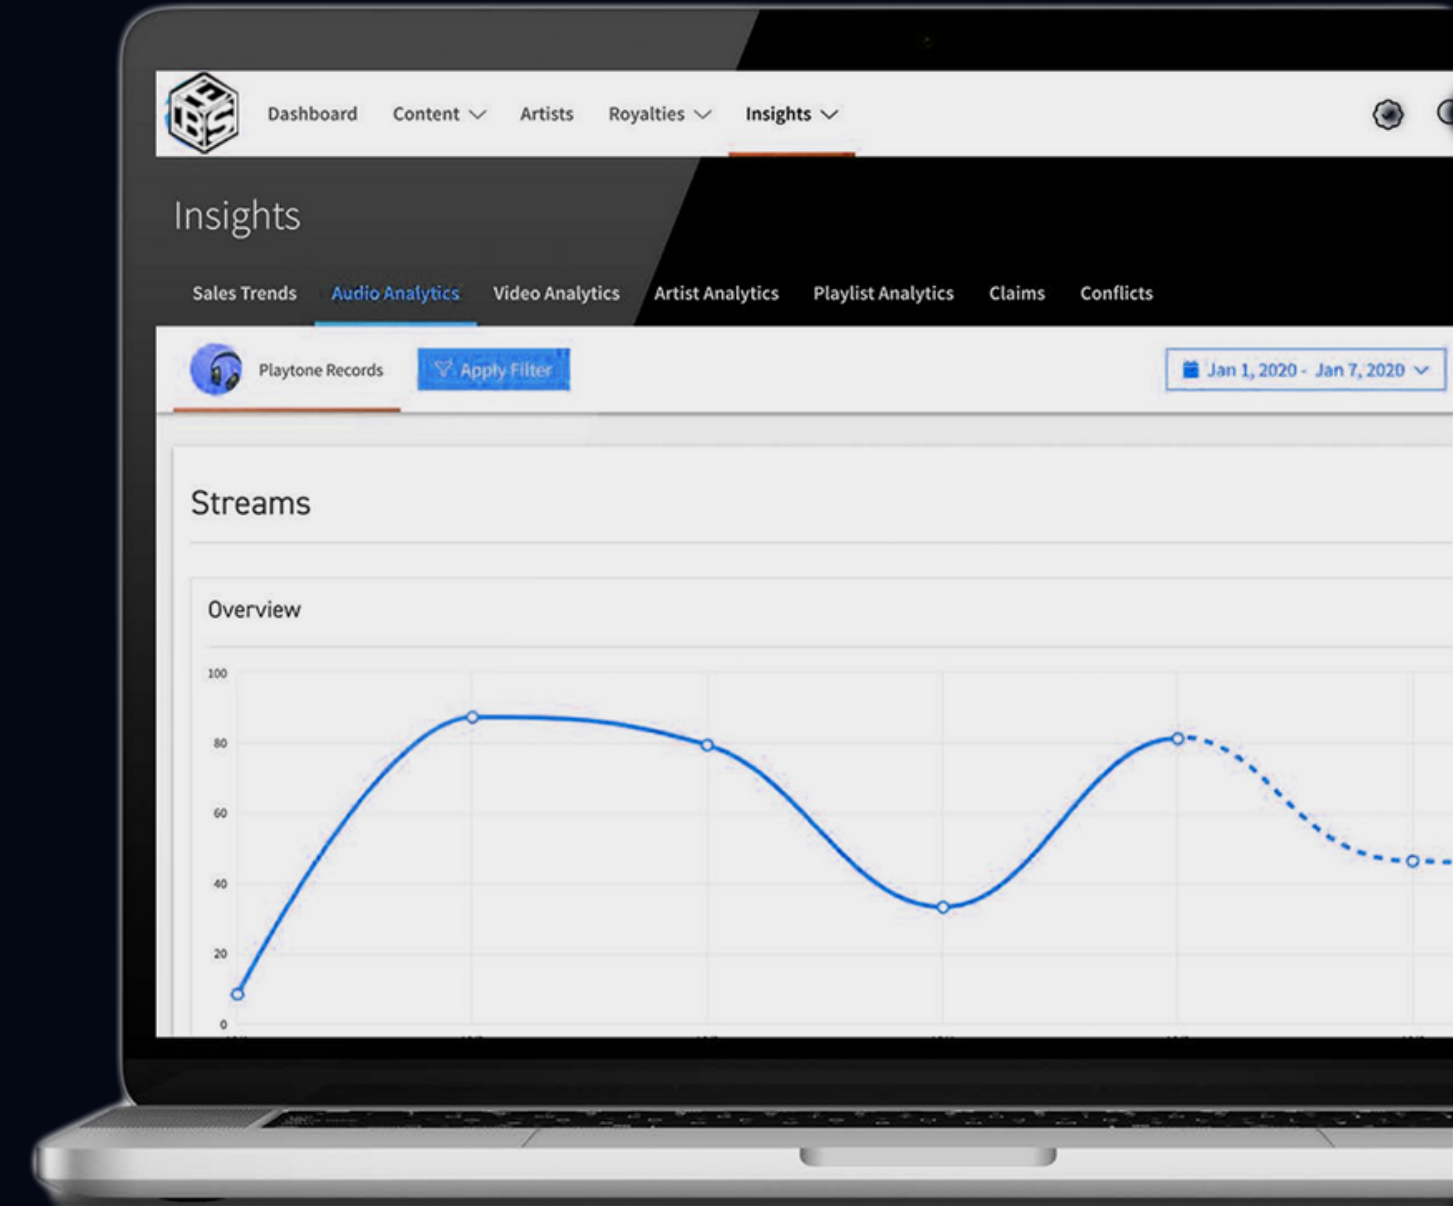 EBS
Dashboard Content Artists Royalties Insights
Insights
Sales Trends Audio Analytics Video Analytics Artist Analytics Playlist Analytics Claims Conflicts
Playtone Records Apply Filter Jan 1, 2020 - Jan 7, 2020
Streams
Overview
100
80
60
40
20
0